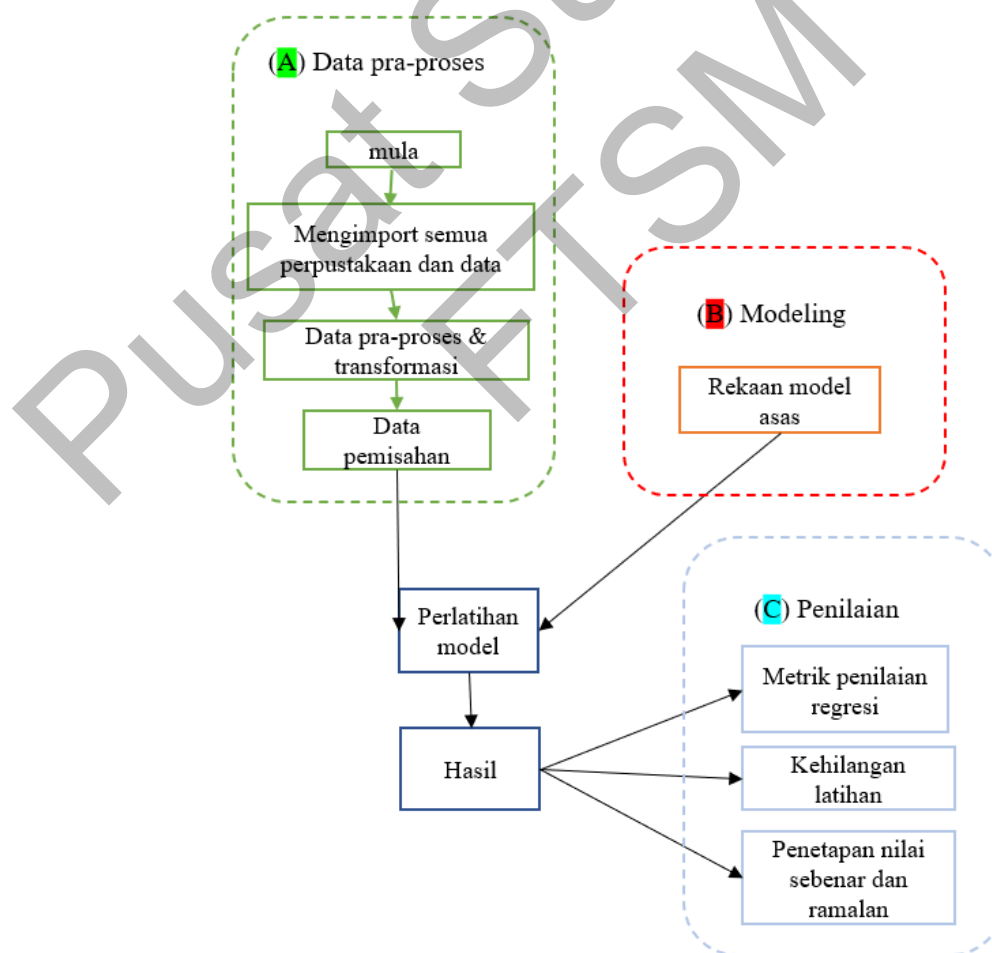 (A) Data pra-proses
mula
Mengimport semua
perpustakaan dan data
Data pra-proses &
transformasi
Data
pemisahan
(B) Modeling
Rekaan model
asas
Perlatihan
model
Hasil
(C) Penilaian
Metrik penilaian
regresi
Kehilangan
latihan
Penetapan nilai
sebenar dan
ramalan
Pusat
FTSM